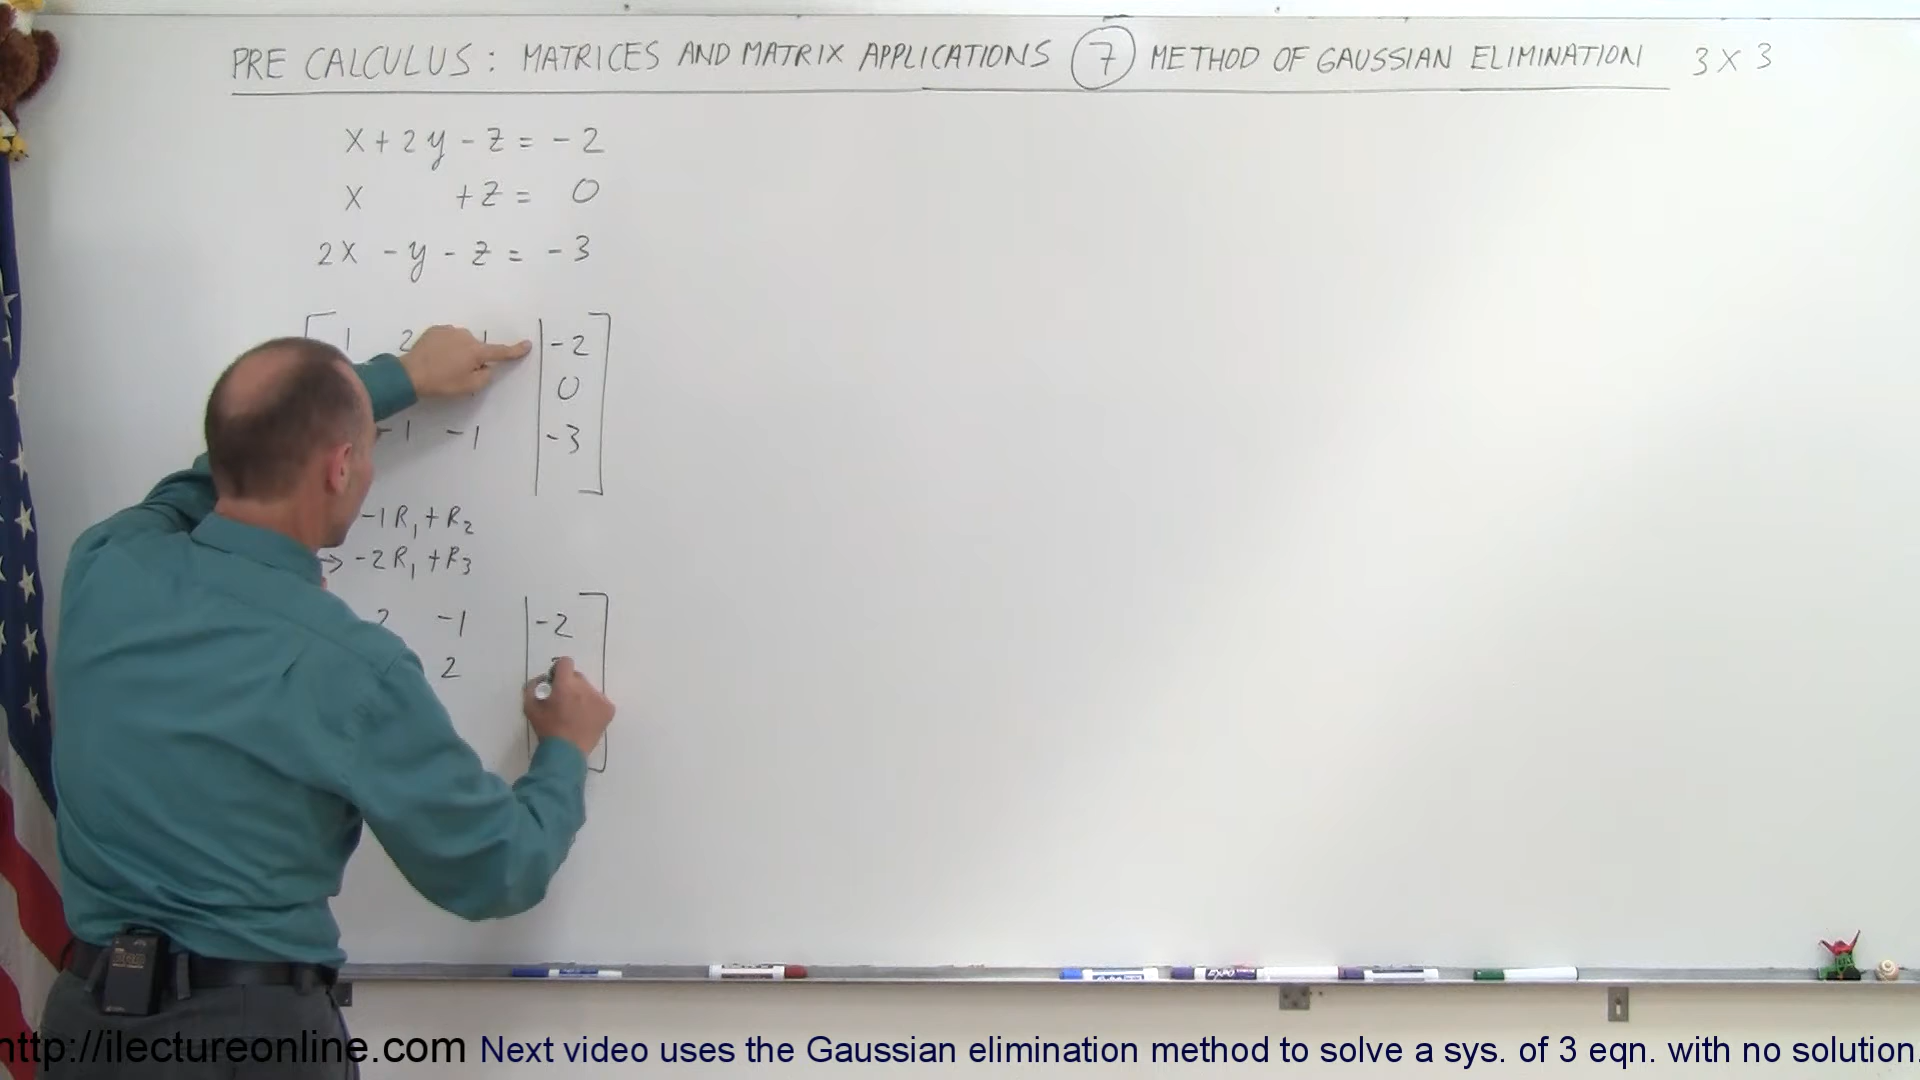 PRE CALCULUS: MATRICES AND MATRIX APPLICATIONS 7 METHOD OF GAUSSIAN ELIMINATION 3 X 3
X + 2y - z = -2
X + z = 0
2X - y - z = -3
1 2 1 | -2
0
-1 -1 | -3
-1R₁ + R₂
→ -2R₁ + R₃
2 -1 | -2
2
http://ilectureonline.com Next video uses the Gaussian elimination method to solve a sys. of 3 eqn. with no solution.